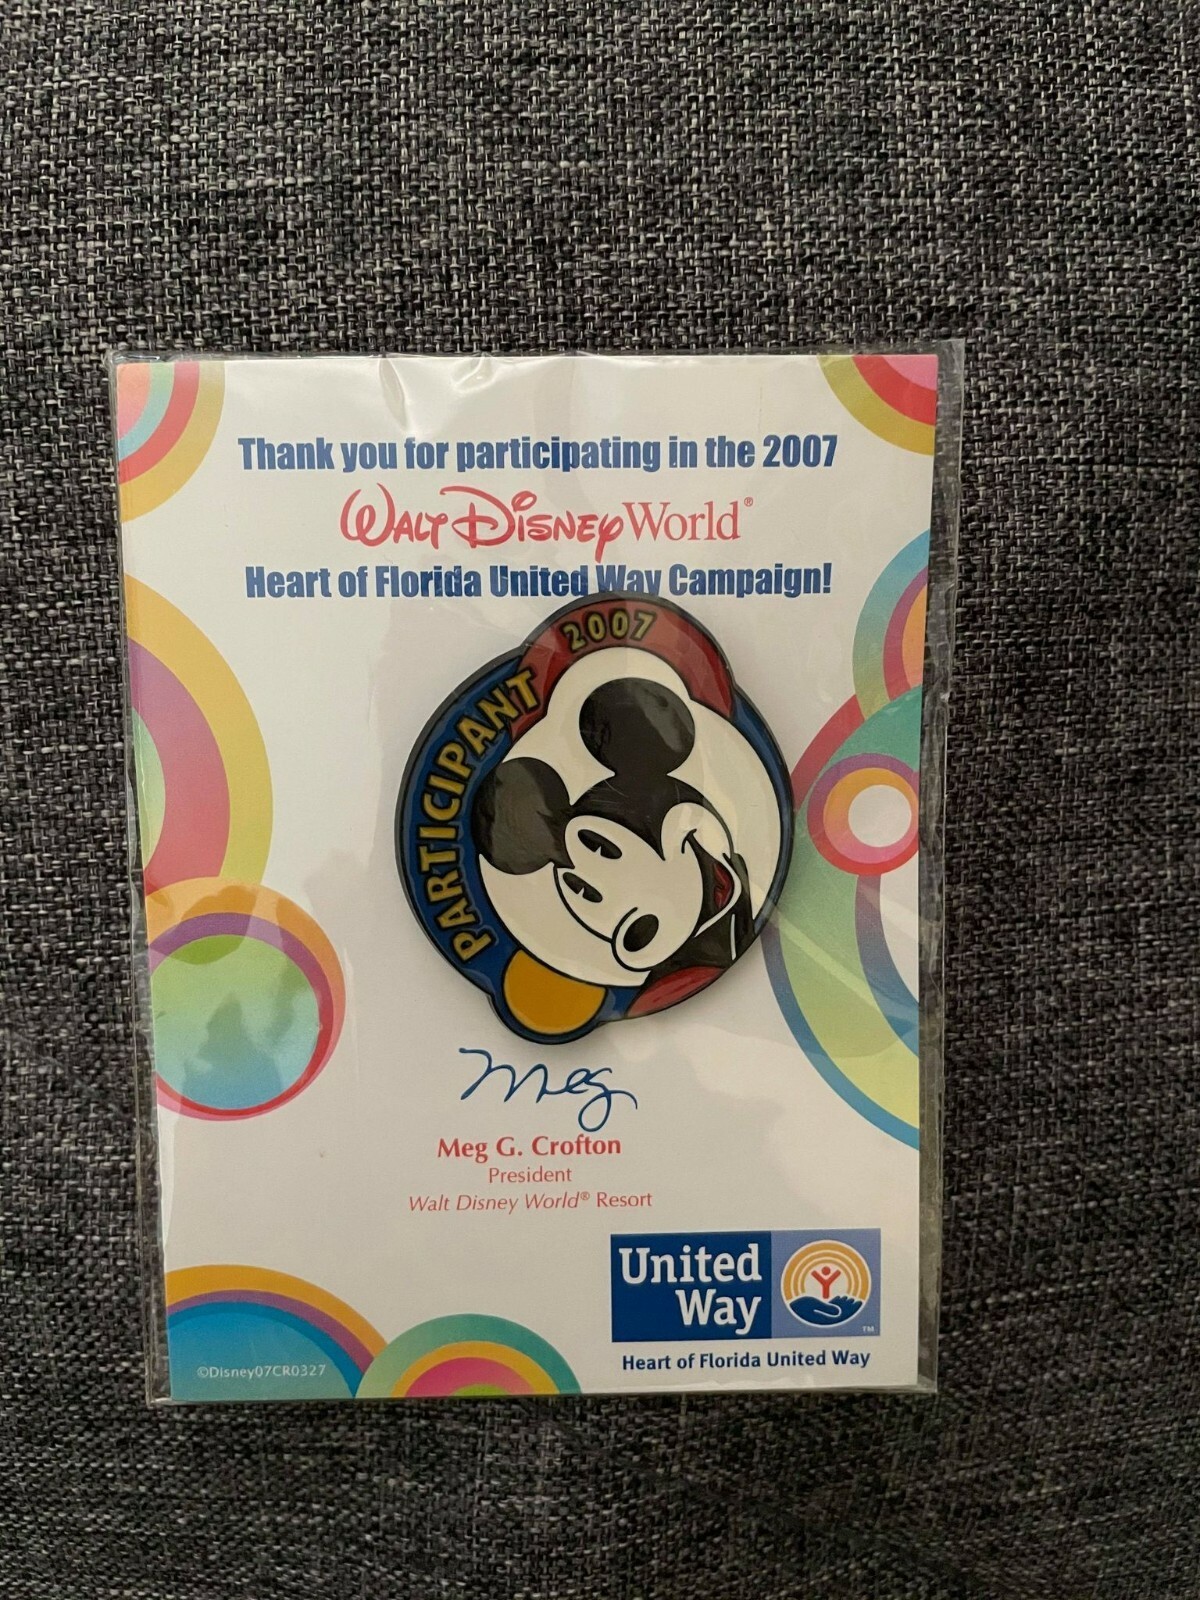 Thank you for participating in the 2007
WALT DISNEY World®
Heart of Florida United Way Campaign!
2007
PARTICIPANT
Meg
Meg G. Crofton
President
Walt Disney World® Resort
United
Way
TM
Heart of Florida United Way
©Disney07CR0327